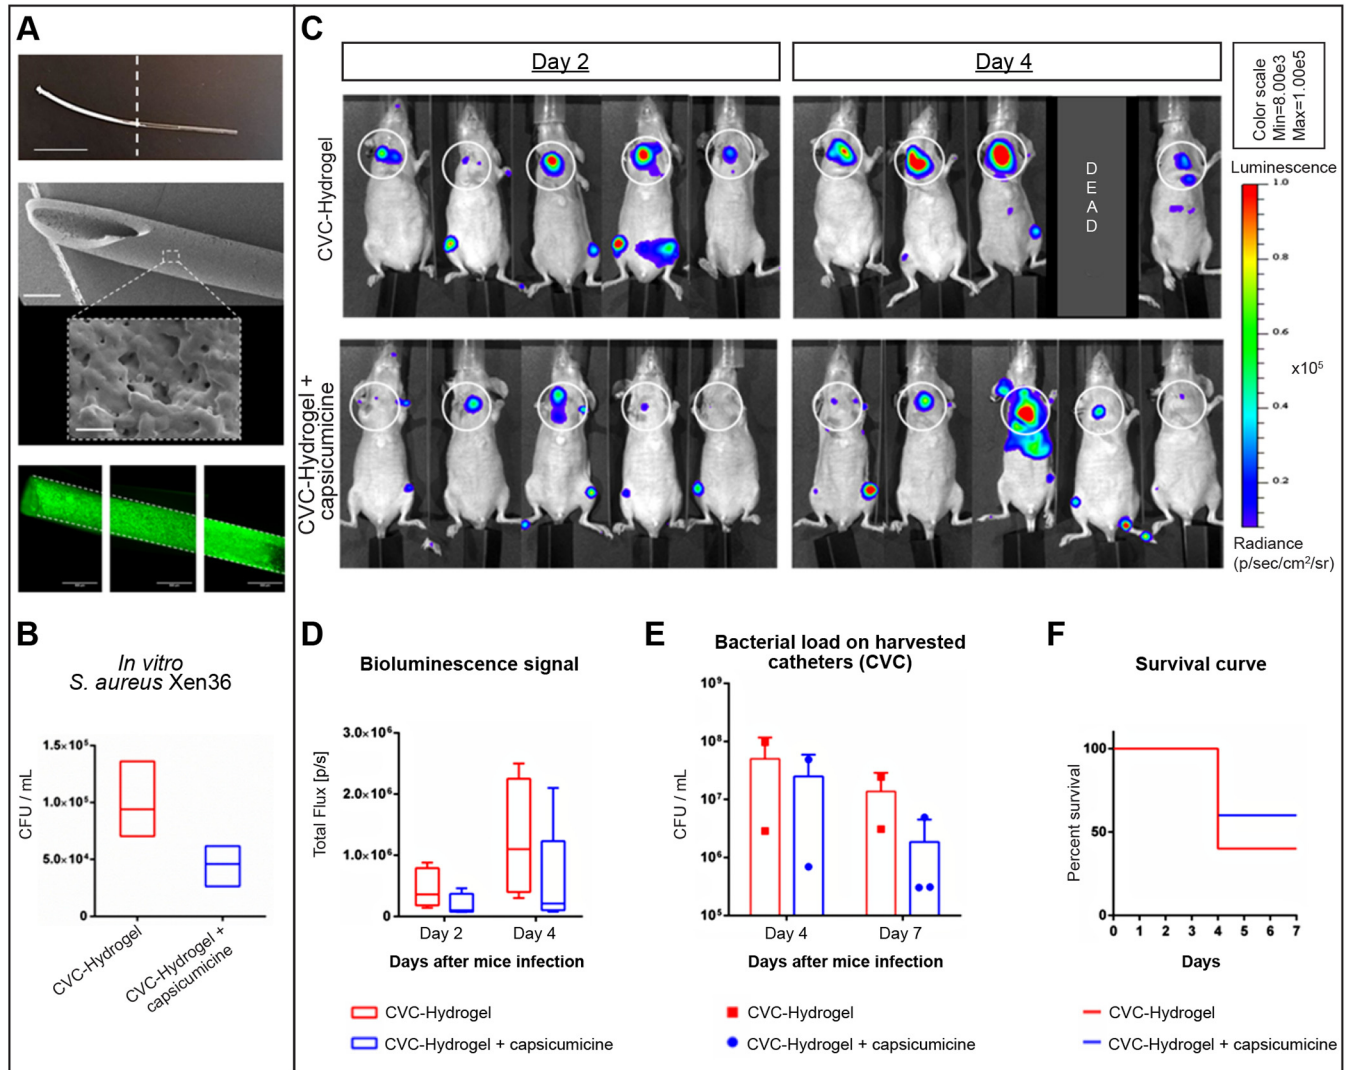 A
C
Day 2
Day 4
Color scale
Min=8.00e3
Max=1.00e5
CVC-Hydrogel
DEAD
Luminescence
1.0
0.8
0.6
0.4
0.2
x10⁵
Radiance
(p/sec/cm²/sr)
CVC-Hydrogel +
capsicumicine
B
In vitro
S. aureus Xen36
CFU / mL
1.5×10⁵
1.0×10⁵
5.0×10⁴
0
CVC-Hydrogel
CVC-Hydrogel +
capsicumicine
D
Bioluminescence signal
Total Flux [p/s]
3.0×10⁶
2.0×10⁶
1.0×10⁶
0
Day 2
Day 4
Days after mice infection
CVC-Hydrogel
CVC-Hydrogel + capsicumicine
E
Bacterial load on harvested
catheters (CVC)
CFU / mL
10⁹
10⁸
10⁷
10⁶
10⁵
Day 4
Day 7
Days after mice infection
CVC-Hydrogel
CVC-Hydrogel + capsicumicine
F
Survival curve
Percent survival
100
50
0
0 1 2 3 4 5 6 7
Days
CVC-Hydrogel
CVC-Hydrogel + capsicumicine